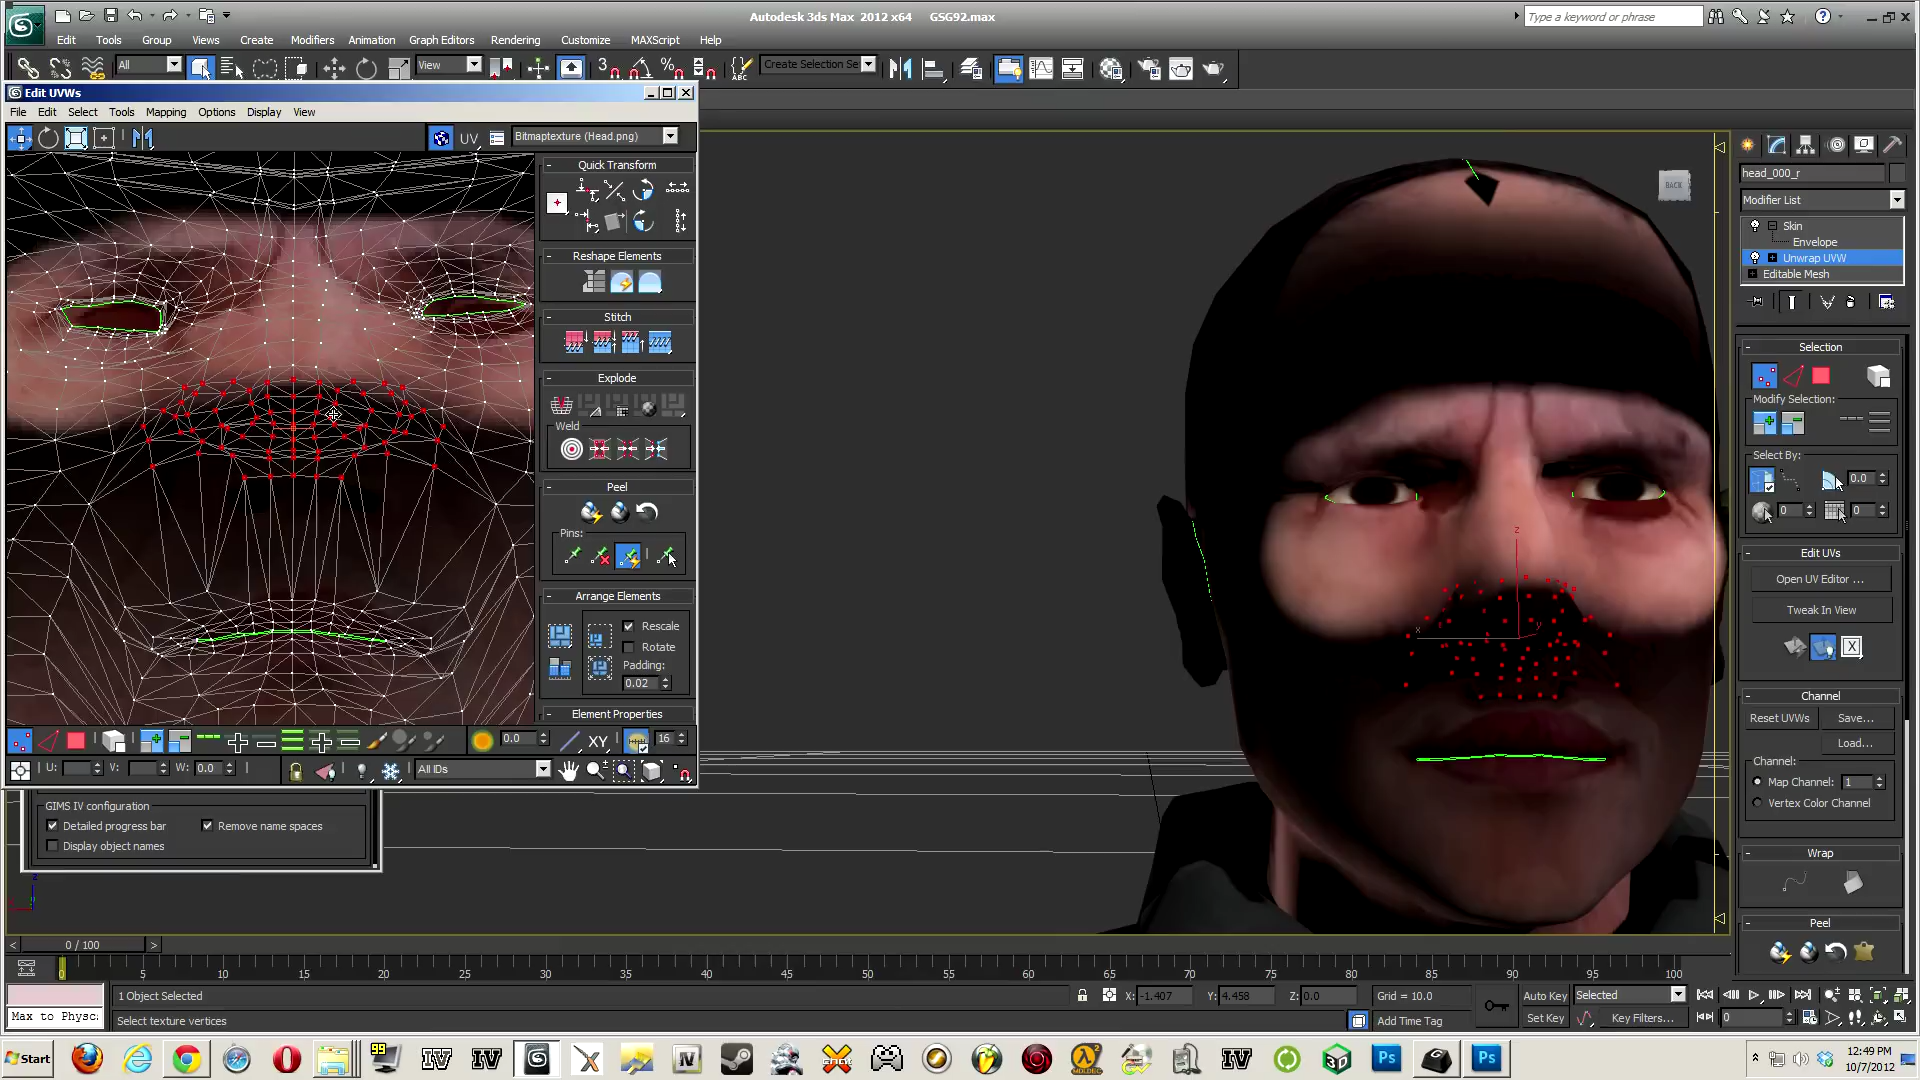 Autodesk 3ds Max 2012 x64 GSG92.max
Type a keyword or phrase
Edit Tools Group Views Create Modifiers Animation Graph Editors Rendering Customize MAXScript Help
All View 3 Create Selection Se
Edit UVWs
File Edit Select Tools Mapping Options Display View
UV Bitmaptexture (Head.png)
Quick Transform
Reshape Elements
Stitch
Explode
Weld
Peel
Pins:
Arrange Elements
Rescale
Rotate
Padding:
0.02
Element Properties
0.0 XY 16
U: V: W: 0.0 All IDs
GIMS IV configuration
Detailed progress bar Remove name spaces
Display object names
BACK
z
x y
head_000_r
Modifier List
Skin
Envelope
Unwrap UVW
Editable Mesh
Selection
Modify Selection:
Select By:
0.0
0 0
Edit UVs
Open UV Editor ...
Tweak In View
Channel
Reset UVWs Save...
Load...
Channel:
Map Channel: 1
Vertex Color Channel
Wrap
Peel
< 0 / 100 >
0 5 10 15 20 25 30 35 40 45 50 55 60 65 70 75 80 85 90 95 100
1 Object Selected X: -1.407 Y: 4.458 Z: 0.0 Grid = 10.0 Auto Key Selected
Max to Physca Select texture vertices Add Time Tag Set Key Key Filters... 0
Start 99 IV IV IV Ps Ps
12:49 PM
10/7/2012